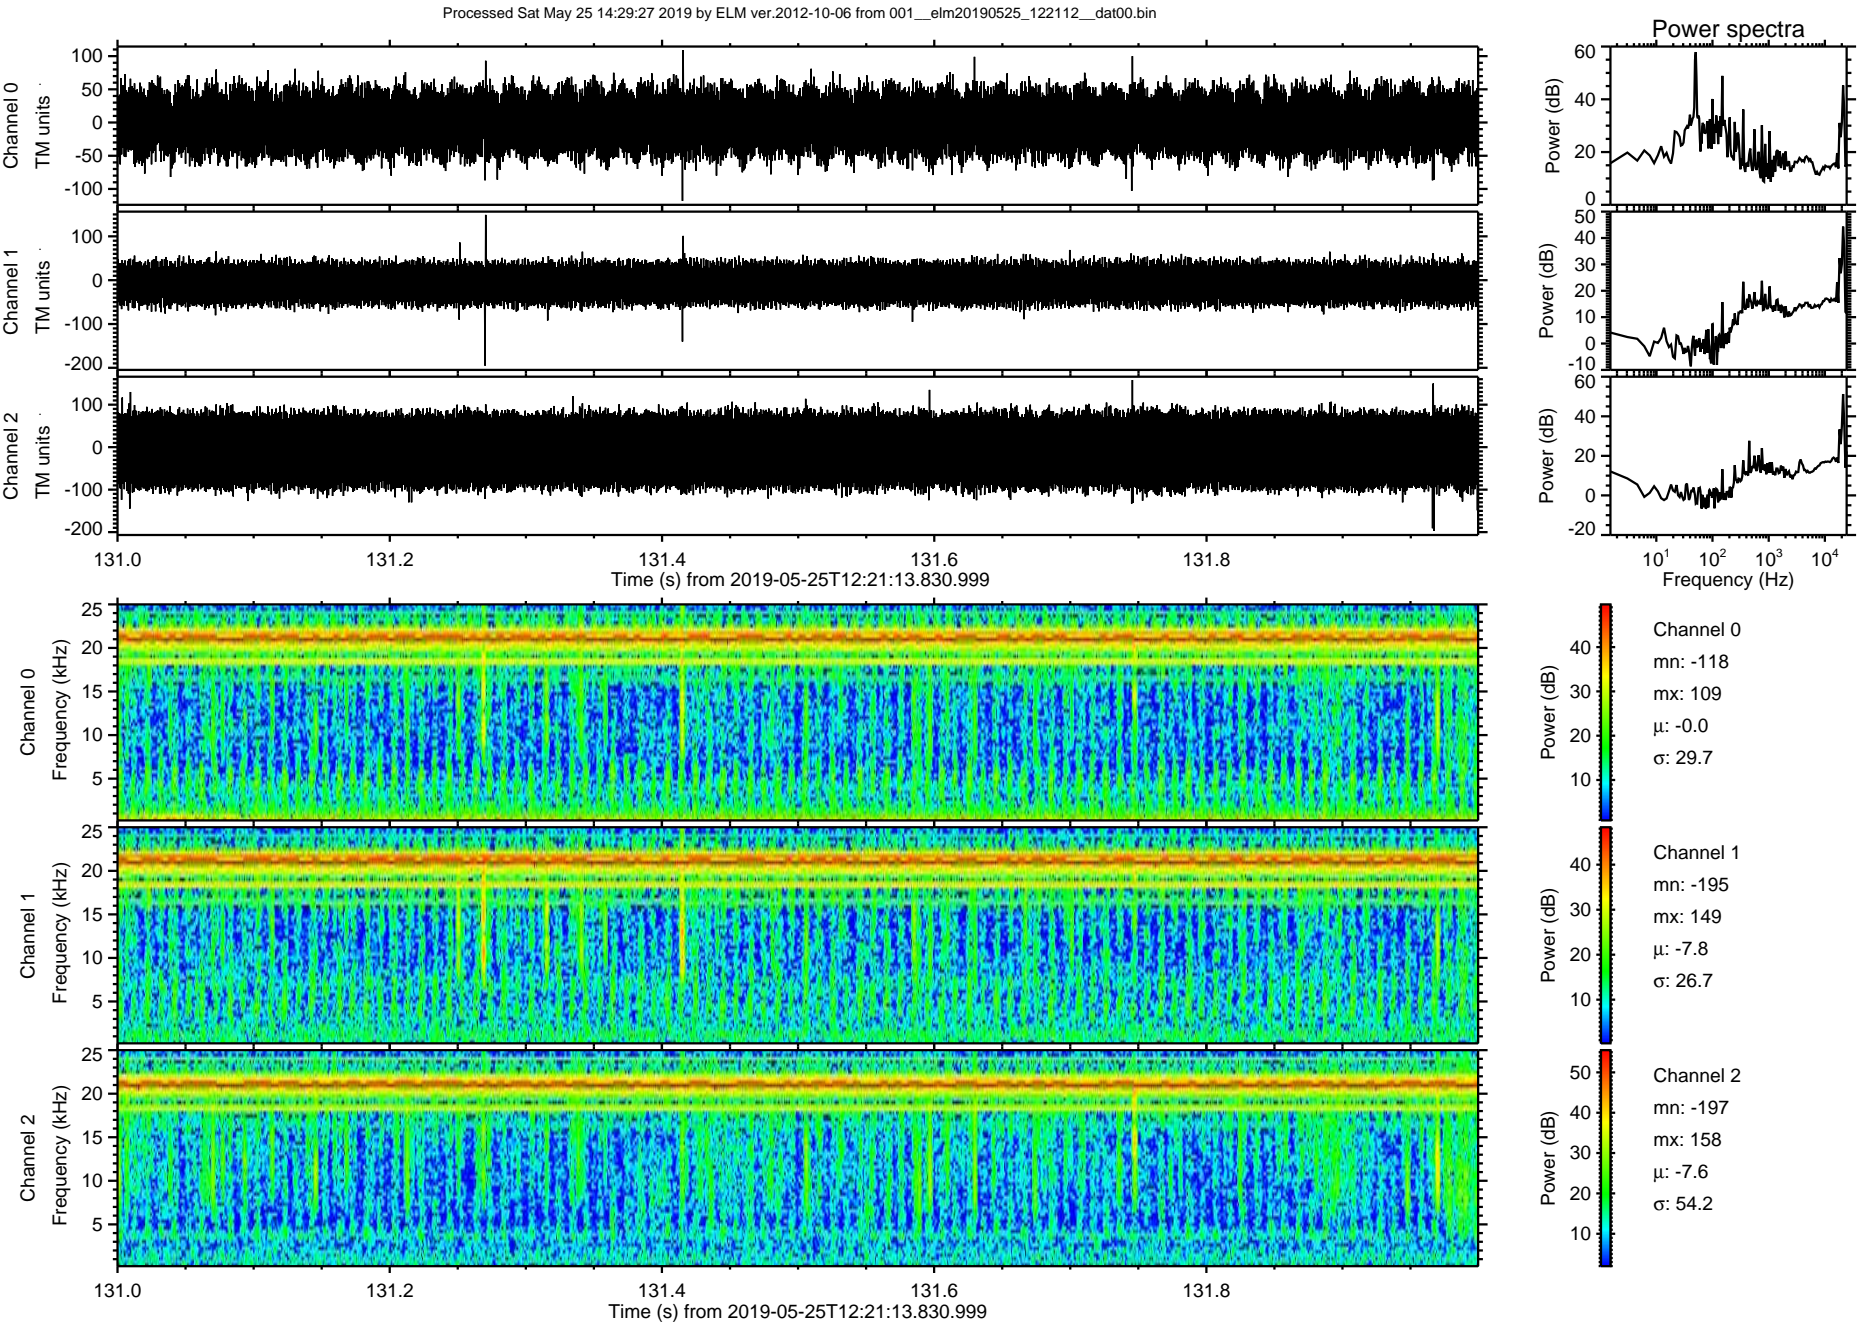 Processed Sat May 25 14:29:27 2019 by ELM ver.2012-10-06 from 001__elm20190525_122112__dat00.bin
Power spectra
Channel 0
TM units
100
50
0
-50
-100
Power (dB)
60
40
20
0
Channel 1
TM units
100
0
-100
-200
Power (dB)
50
40
30
20
10
0
-10
Channel 2
TM units
100
0
-100
-200
Power (dB)
60
40
20
0
-20
131.0 131.2 131.4 131.6 131.8
Time (s) from 2019-05-25T12:21:13.830.999
10^1 10^2 10^3 10^4
Frequency (Hz)
Channel 0
Frequency (kHz)
25
20
15
10
5
Power (dB)
40
30
20
10
Channel 0
mn: -118
mx: 109
μ: -0.0
σ: 29.7
Channel 1
Frequency (kHz)
25
20
15
10
5
Power (dB)
40
30
20
10
Channel 1
mn: -195
mx: 149
μ: -7.8
σ: 26.7
Channel 2
Frequency (kHz)
25
20
15
10
5
Power (dB)
50
40
30
20
10
Channel 2
mn: -197
mx: 158
μ: -7.6
σ: 54.2
131.0 131.2 131.4 131.6 131.8
Time (s) from 2019-05-25T12:21:13.830.999